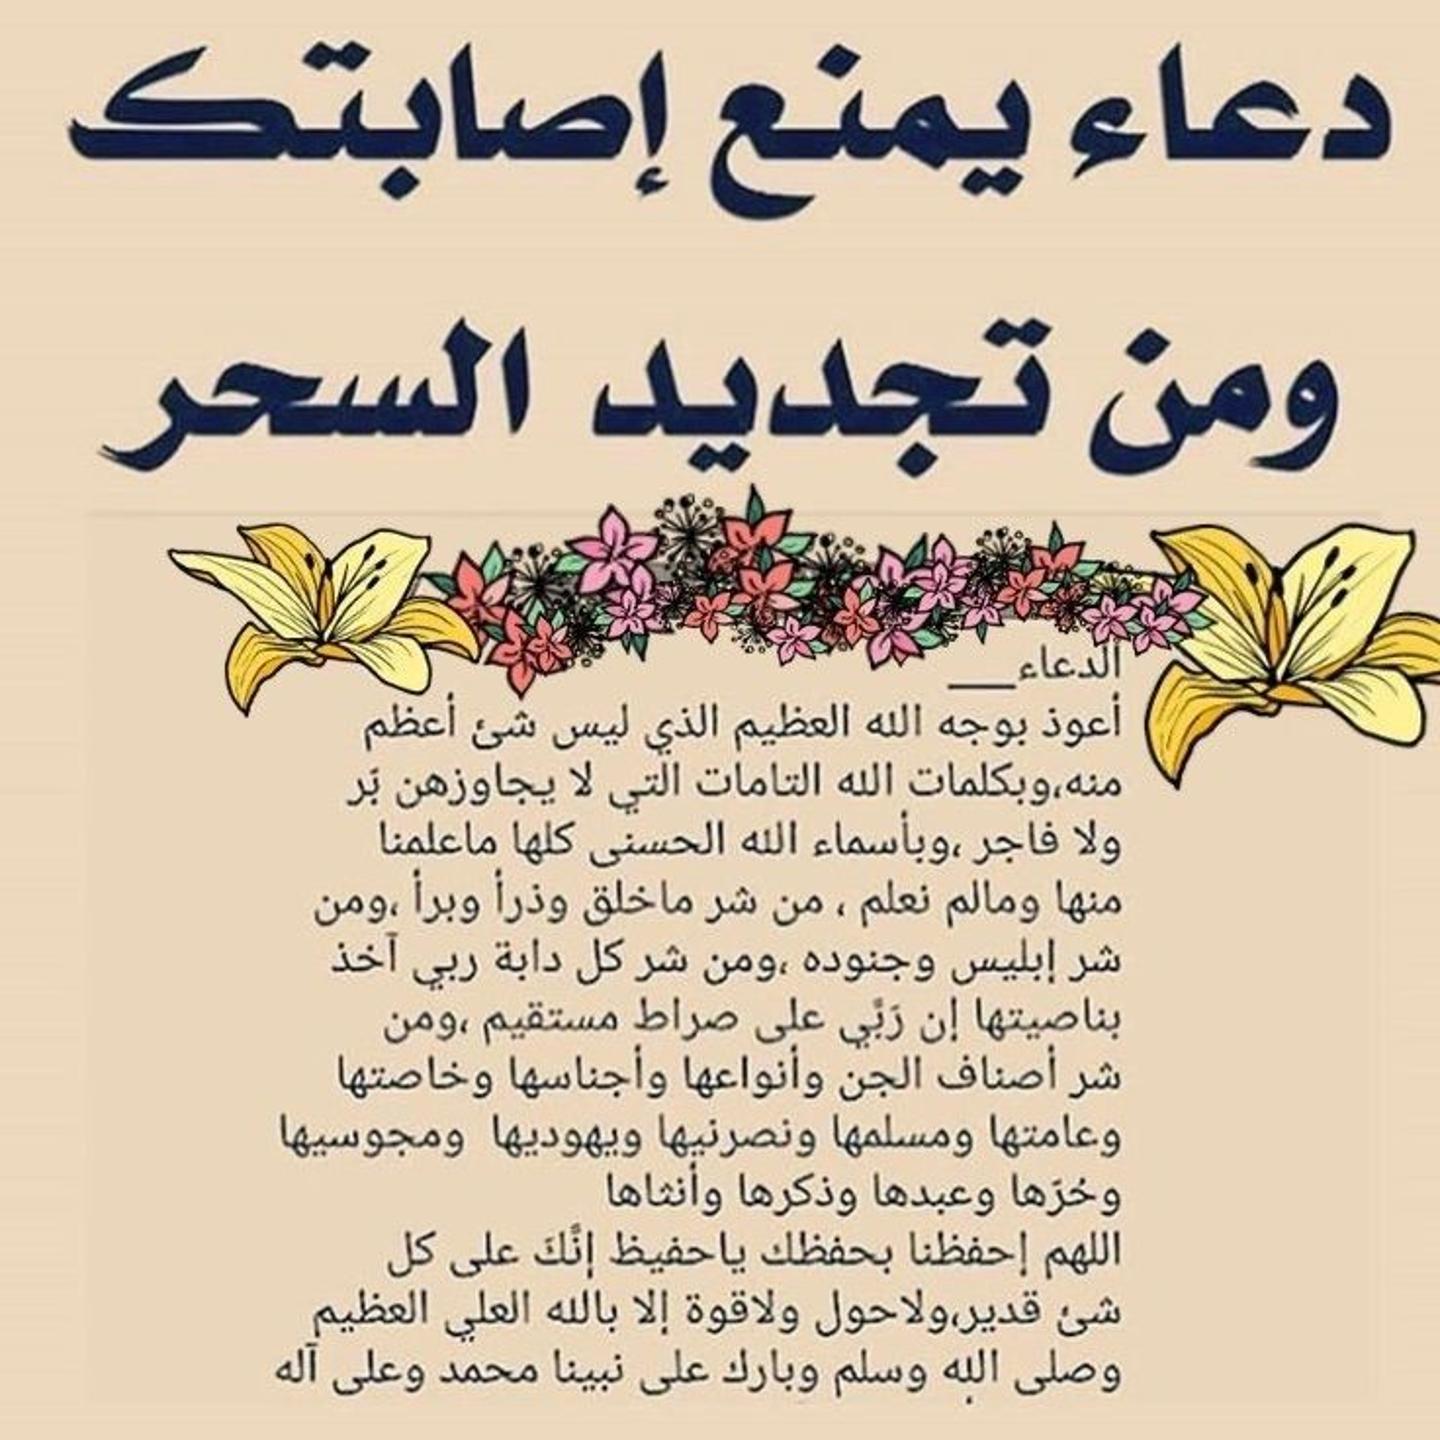 دعاء يمنع إصابتك
ومن تجديد السحر
الدعاء__
أعوذ بوجه الله العظيم الذي ليس شئ أعظم
منه،وبكلمات الله التامات التي لا يجاوزهن بَر
ولا فاجر ،وبأسماء الله الحسنى كلها ماعلمنا
منها ومالم نعلم ، من شر ماخلق وذرأ وبرأ ،ومن
شر إبليس وجنوده ،ومن شر كل دابة ربي آخذ
بناصيتها إن رَبَّي على صراط مستقيم ،ومن
شر أصناف الجن وأنواعها وأجناسها وخاصتها
وعامتها ومسلمها ونصرنيها ويهوديها ومجوسيها
وحُرّها وعبدها وذكرها وأنثاها
اللهم إحفظنا بحفظك ياحفيظ إنَّكَ على كل
شئ قدير،ولاحول ولاقوة إلا بالله العلي العظيم
وصلى الله وسلم وبارك على نبينا محمد وعلى آله